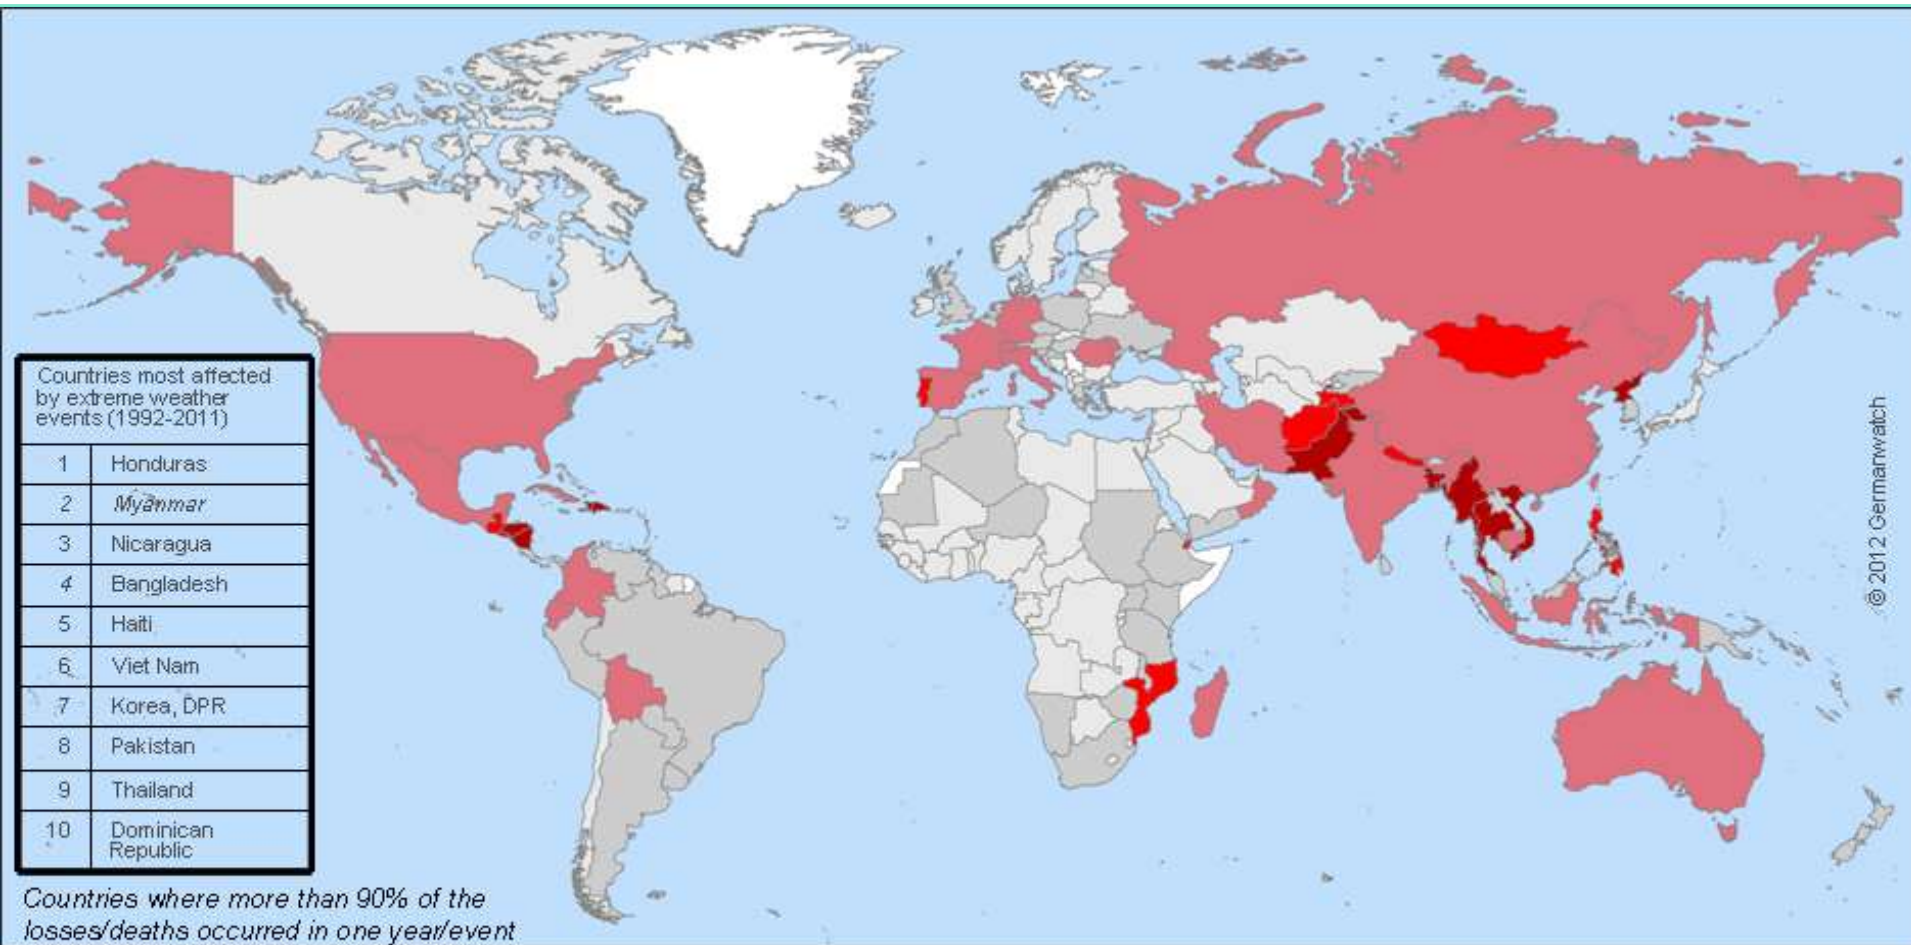 Countries most affected
by extreme weather
events (1992-2011)
1 Honduras
2 Myanmar
3 Nicaragua
4 Bangladesh
5 Haiti
6 Viet Nam
7 Korea, DPR
8 Pakistan
9 Thailand
10 Dominican
Republic
Countries where more than 90% of the
losses/deaths occurred in one year/event
© 2012 Germanwatch